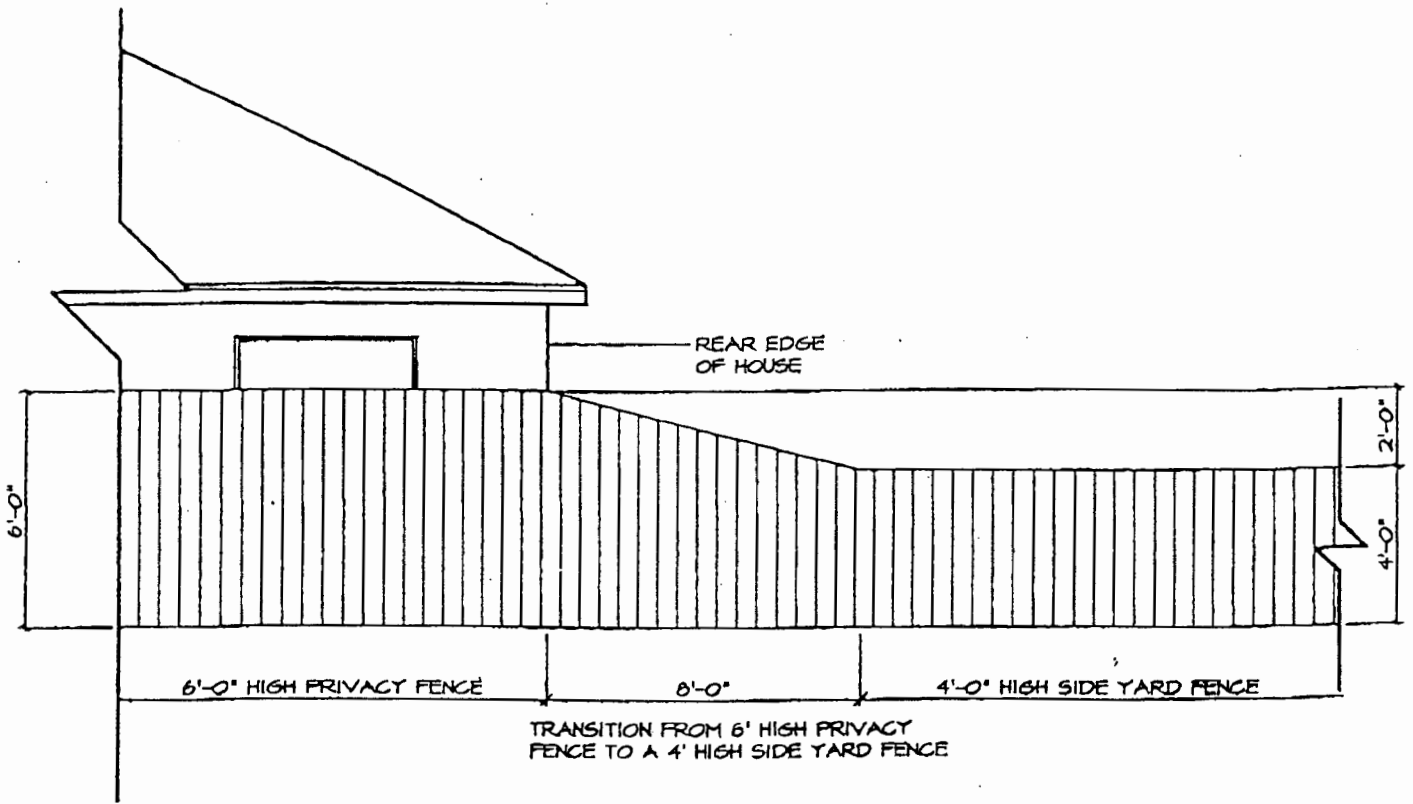 REAR EDGE
OF HOUSE
2'-0"
6'-0"
4'-0"
6'-0" HIGH PRIVACY FENCE
8'-0"
4'-0" HIGH SIDE YARD FENCE
TRANSITION FROM 6' HIGH PRIVACY
FENCE TO A 4' HIGH SIDE YARD FENCE